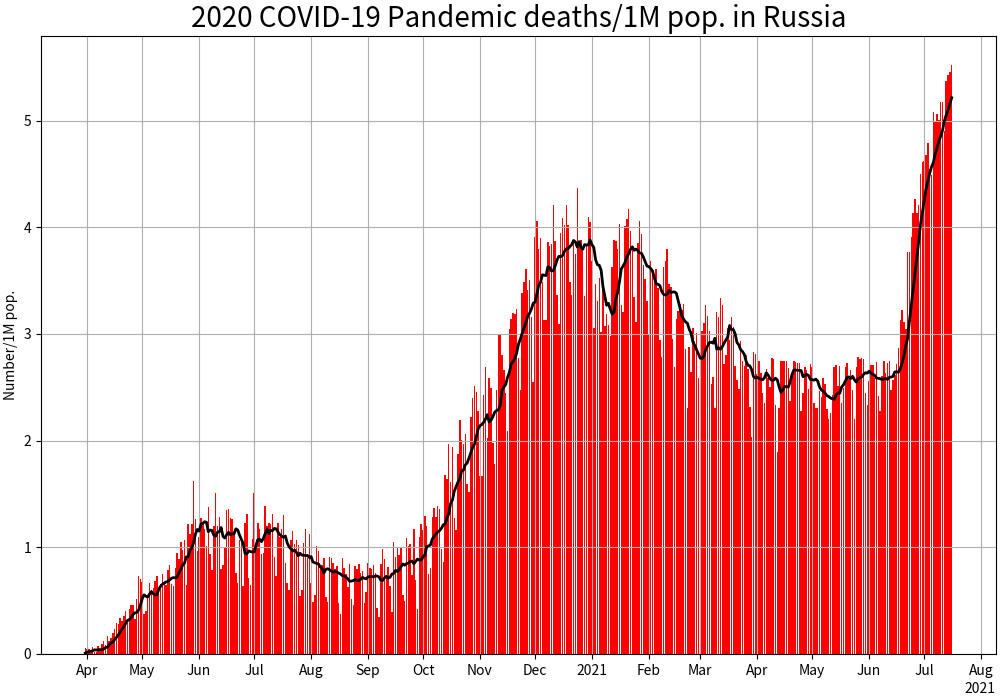 2020 COVID-19 Pandemic deaths/1M pop. in Russia
Number/1M pop.
5
4
3
2
1
0
Apr May Jun Jul Aug Sep Oct Nov Dec 2021 Feb Mar Apr May Jun Jul Aug
2021